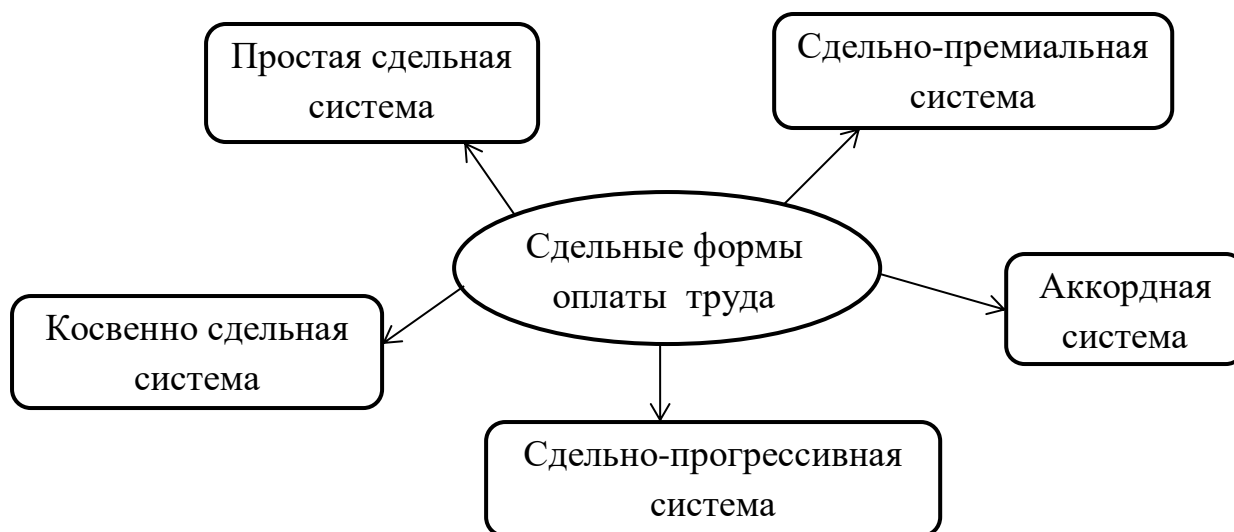 Простая сдельная
система
Сдельно-премиальная
система
Сдельные формы
оплаты труда
Аккордная
система
Косвенно сдельная
система
Сдельно-прогрессивная
система